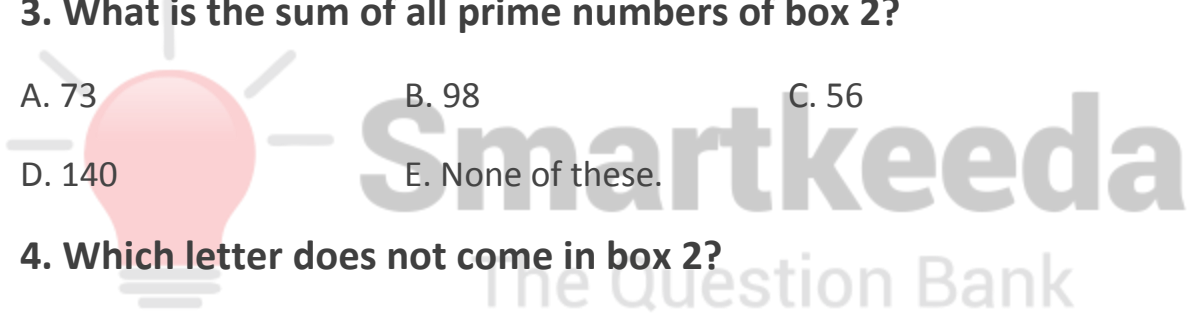 3. What is the sum of all prime numbers of box 2?
A. 73 B. 98 C. 56
D. 140 E. None of these.
4. Which letter does not come in box 2?
Smartkeeda
The Question Bank